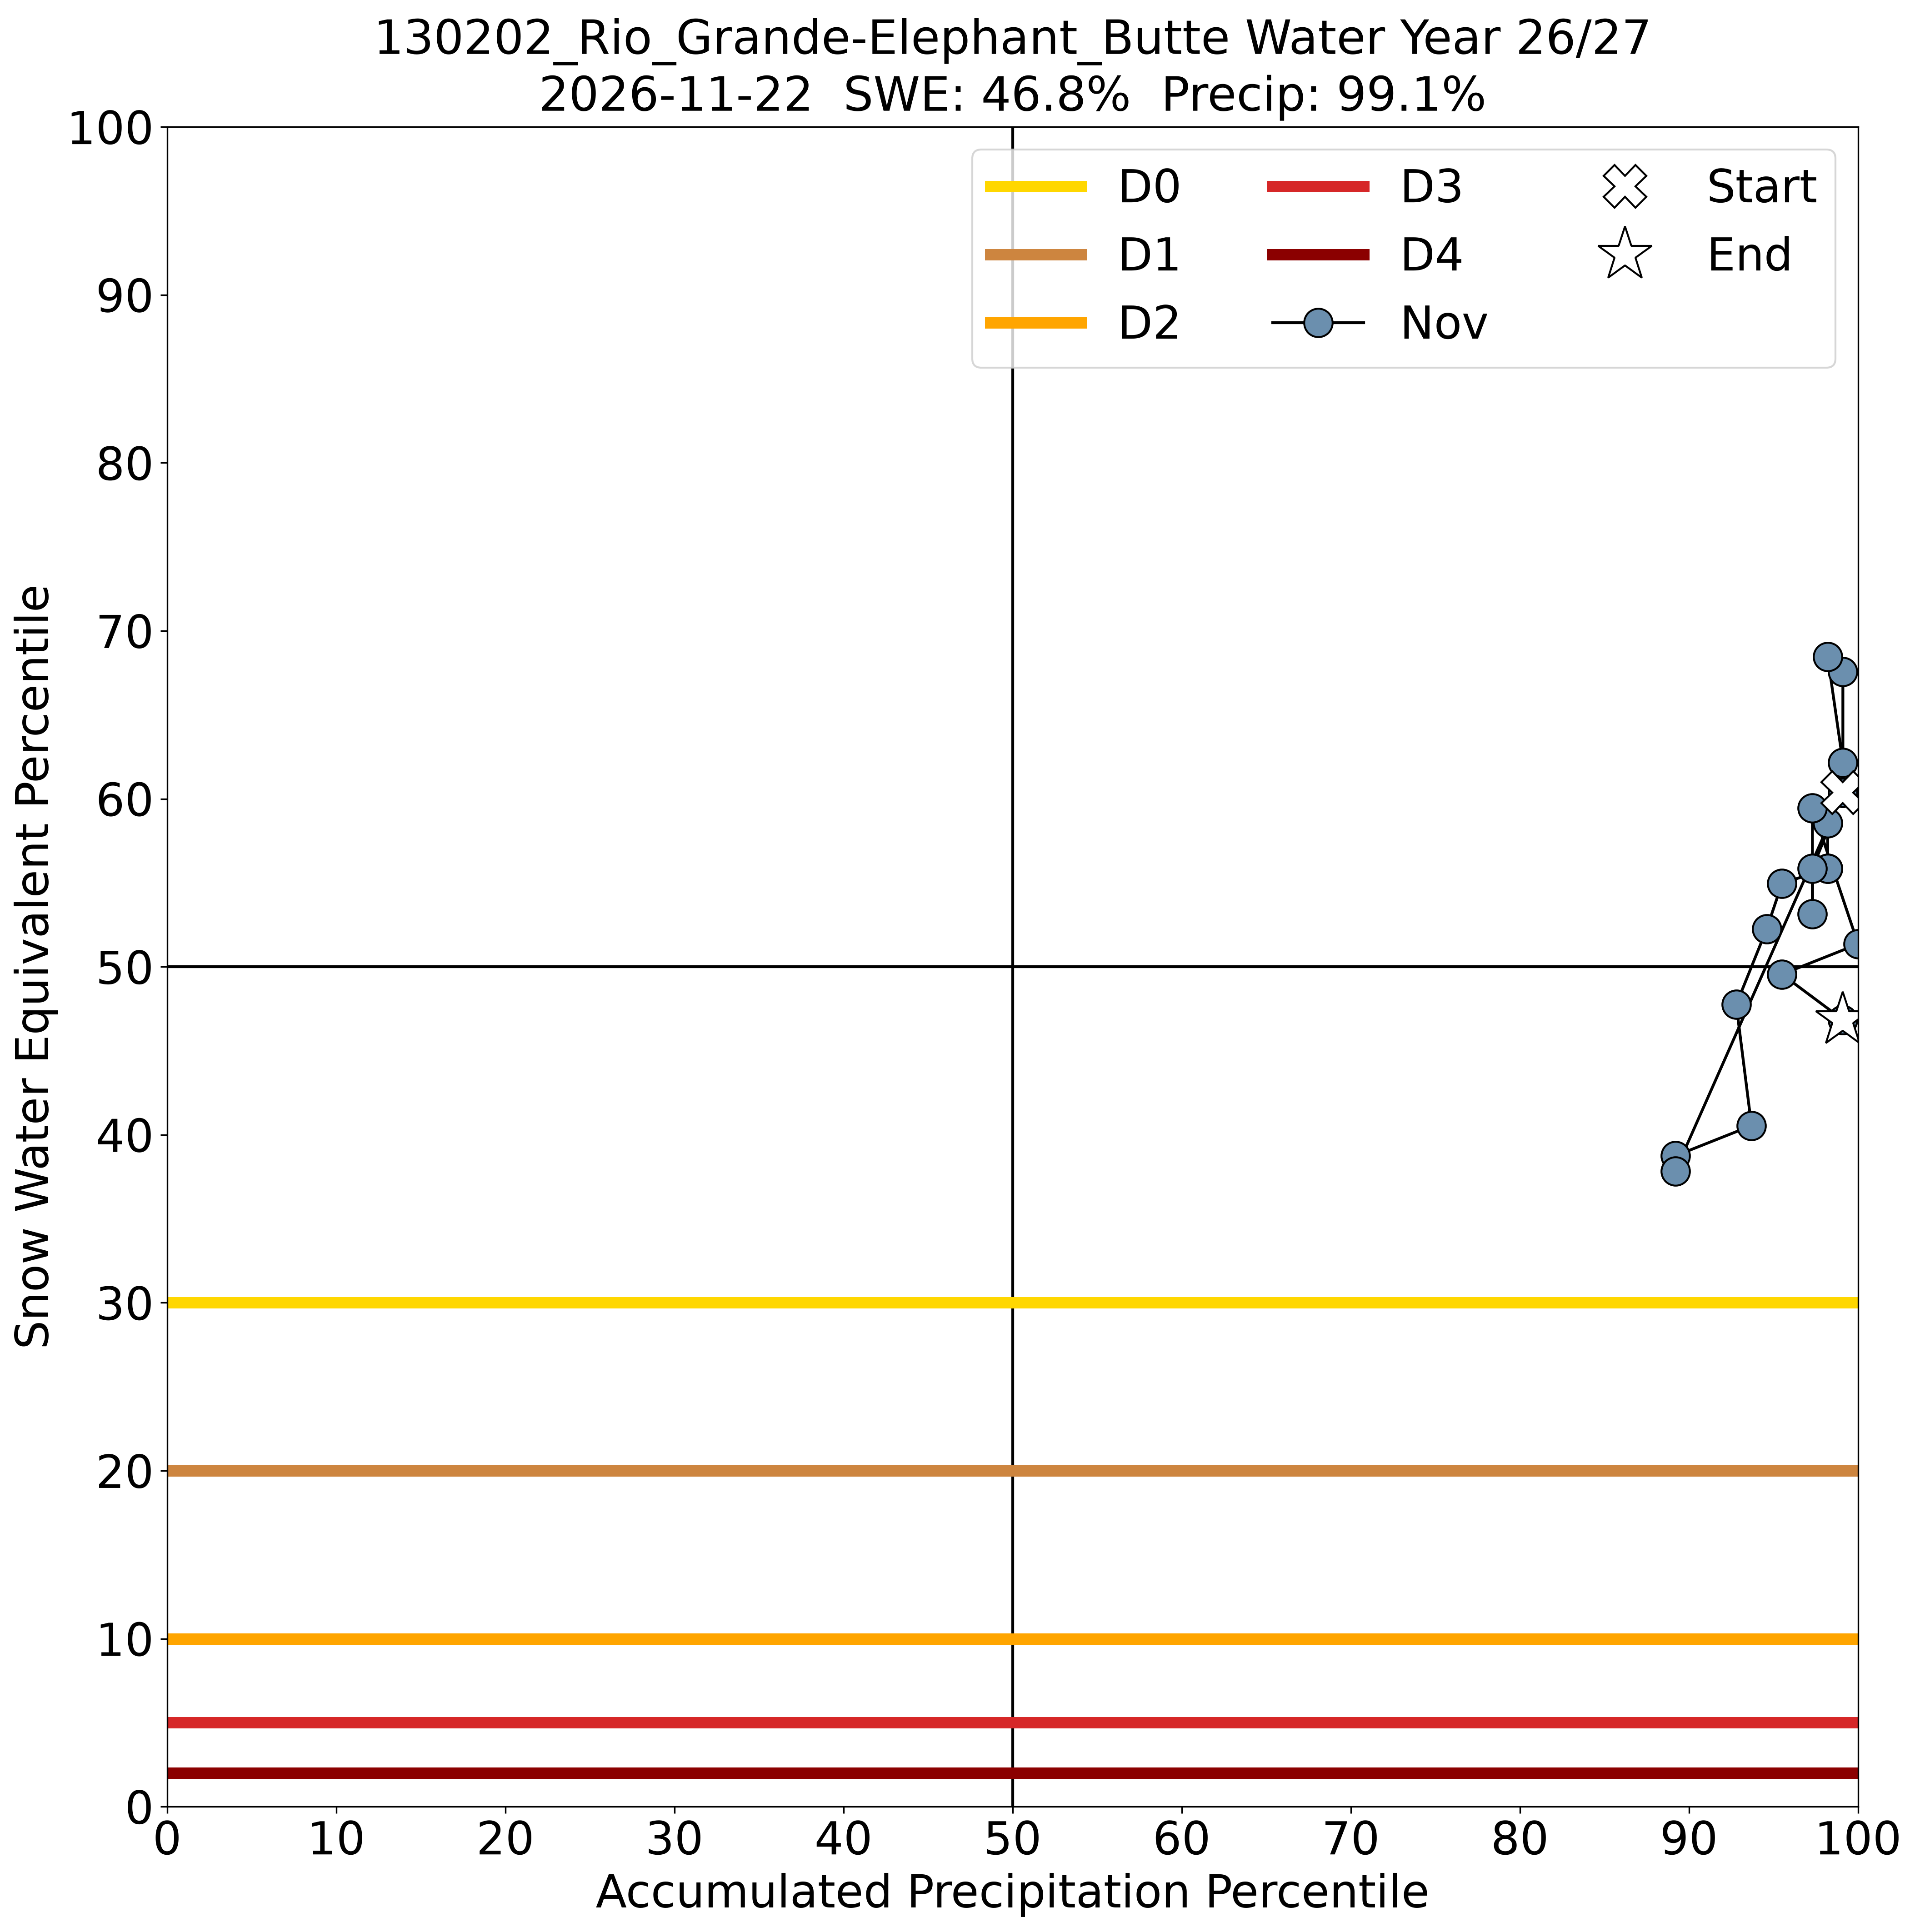 130202_Rio_Grande-Elephant_Butte Water Year 26/27
2026-11-22  SWE: 46.8%  Precip: 99.1%
D0
D1
D2
D3
D4
Nov
Start
End
Snow Water Equivalent Percentile
100
90
80
70
60
50
40
30
20
10
0
0 10 20 30 40 50 60 70 80 90 100
Accumulated Precipitation Percentile